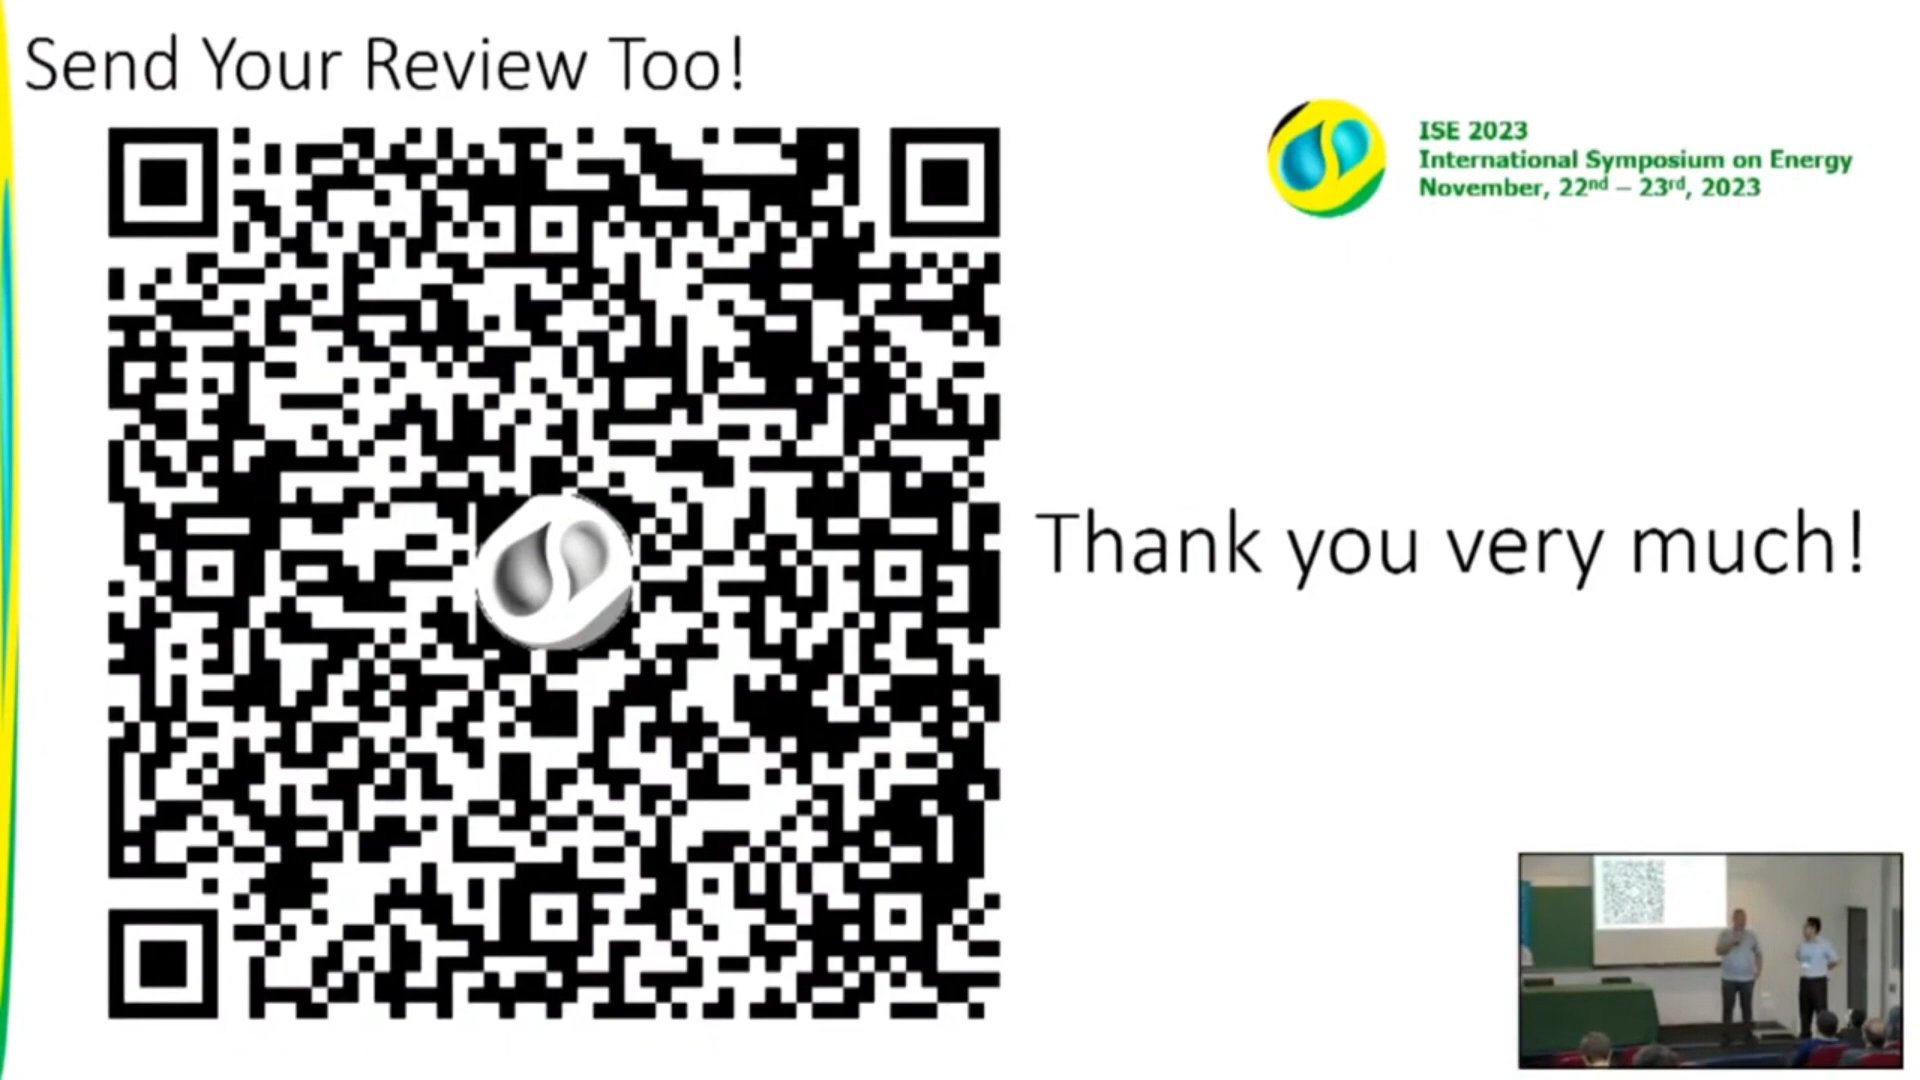 Send Your Review Too!
ISE 2023
International Symposium on Energy
November, 22nd – 23rd, 2023
Thank you very much!